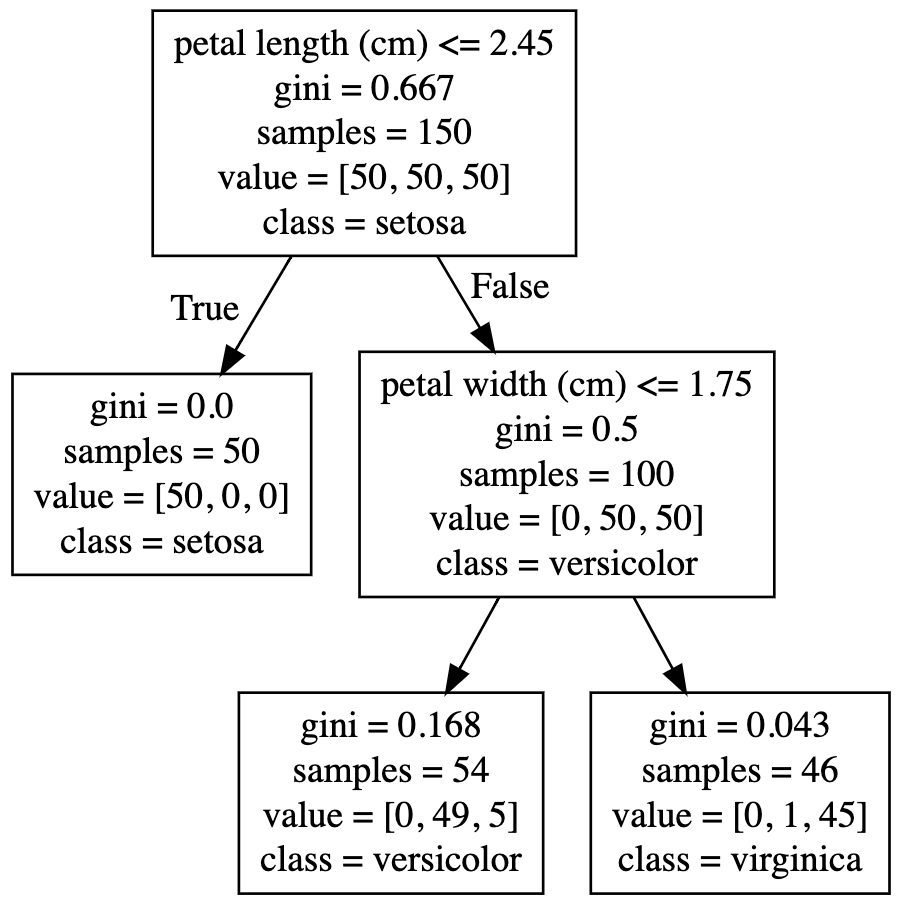 petal length (cm) <= 2.45
gini = 0.667
samples = 150
value = [50, 50, 50]
class = setosa
True
False
gini = 0.0
samples = 50
value = [50, 0, 0]
class = setosa
petal width (cm) <= 1.75
gini = 0.5
samples = 100
value = [0, 50, 50]
class = versicolor
gini = 0.168
samples = 54
value = [0, 49, 5]
class = versicolor
gini = 0.043
samples = 46
value = [0, 1, 45]
class = virginica